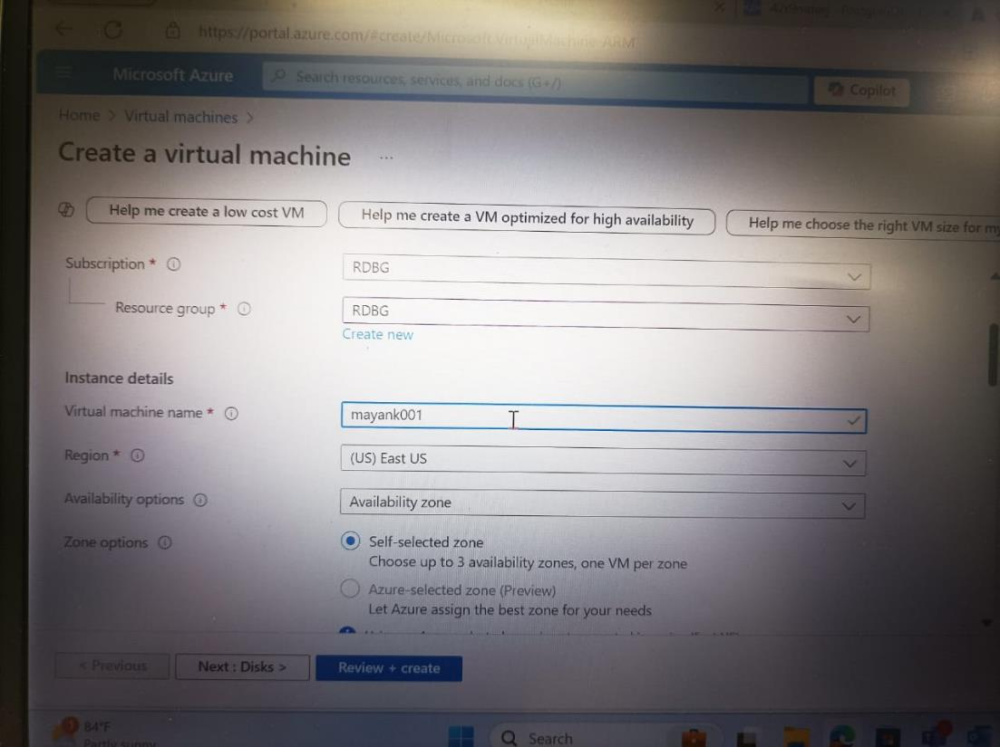 https://portal.azure.com/#create/Microsoft.VirtualMachine-ARM
Microsoft Azure
Search resources, services, and docs (G+/)
Copilot
Home > Virtual machines >
Create a virtual machine ...
Help me create a low cost VM
Help me create a VM optimized for high availability
Help me choose the right VM size for my
Subscription * RDBG
Resource group * RDBG
Create new
Instance details
Virtual machine name * mayank001
Region * (US) East US
Availability options Availability zone
Zone options Self-selected zone
Choose up to 3 availability zones, one VM per zone
Azure-selected zone (Preview)
Let Azure assign the best zone for your needs
< Previous
Next : Disks >
Review + create
1
84°F
Partly sunny
Search